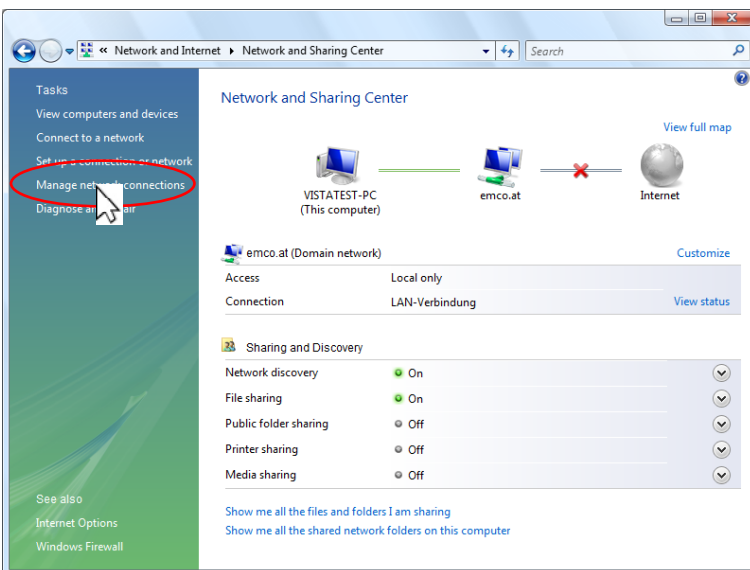 « Network and Internet ▸ Network and Sharing Center
Search
Tasks
View computers and devices
Connect to a network
Set up a connection or network
Manage network connections
Diagnose and repair
See also
Internet Options
Windows Firewall
Network and Sharing Center
View full map
VISTATEST-PC
(This computer)
emco.at
Internet
emco.at (Domain network)
Customize
Access Local only
Connection LAN-Verbindung View status
Sharing and Discovery
Network discovery On
File sharing On
Public folder sharing Off
Printer sharing Off
Media sharing Off
Show me all the files and folders I am sharing
Show me all the shared network folders on this computer